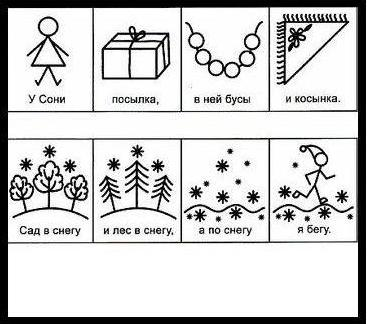 У Сони посылка, в ней бусы и косынка.
Сад в снегу и лес в снегу, а по снегу я бегу.